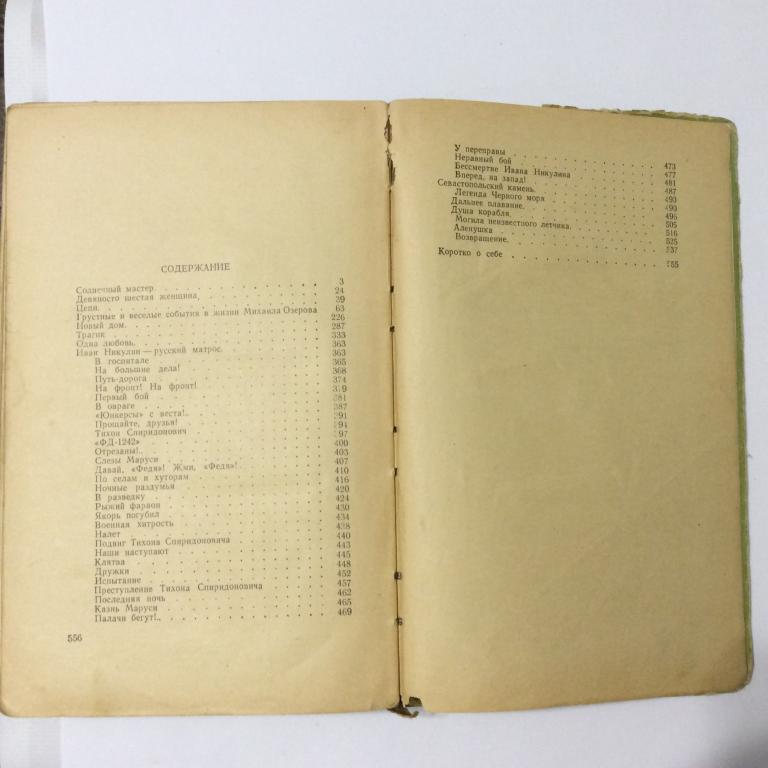 СОДЕРЖАНИЕ
Солнечный мастер. 3
Девяносто шестая женщина. 24
Цепи. 39
Грустные и веселые события в жизни Михаила Озерова 63
Новый дом. 226
Трагик 287
Одна любовь. 333
Иван Никулин — русский матрос. 363
В госпитале 363
На большие дела! 365
Путь-дорога 368
На фронт! На фронт! 374
Первый бой 379
В овраге 381
«Юнкерсы» с веста!.. 387
Прощайте, друзья! 391
Тихон Спиридонович 394
«ФД-1242» 397
Отрезаны!.. 400
Слезы Маруси 403
Давай, «Федя»! Жми, «Федя»! 407
По селам и хуторам 410
Ночные раздумья 416
В разведку 420
Рыжий фараон 424
Якорь погубил 430
Военная хитрость 434
Налет 438
Подвиг Тихона Спиридоновича 440
Наши наступают 443
Клятва 445
Дружки 448
Испытание 452
Преступление Тихона Спиридоновича 457
Последняя ночь 462
Казнь Маруси 465
Палачи бегут!.. 469
556
У переправы 473
Неравный бой 477
Бессмертие Ивана Никулина 481
Вперед, на запад! 487
Севастопольский камень. 493
Легенда Черного моря 493
Дальнее плавание. 496
Душа корабля. 505
Могила неизвестного летчика. 516
Аленушка 525
Возвращение. 537
Коротко о себе 555